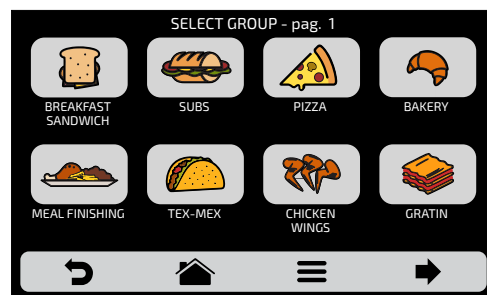 SELECT GROUP - pag. 1
BREAKFAST
SANDWICH
SUBS
PIZZA
BAKERY
MEAL FINISHING
TEX-MEX
CHICKEN
WINGS
GRATIN